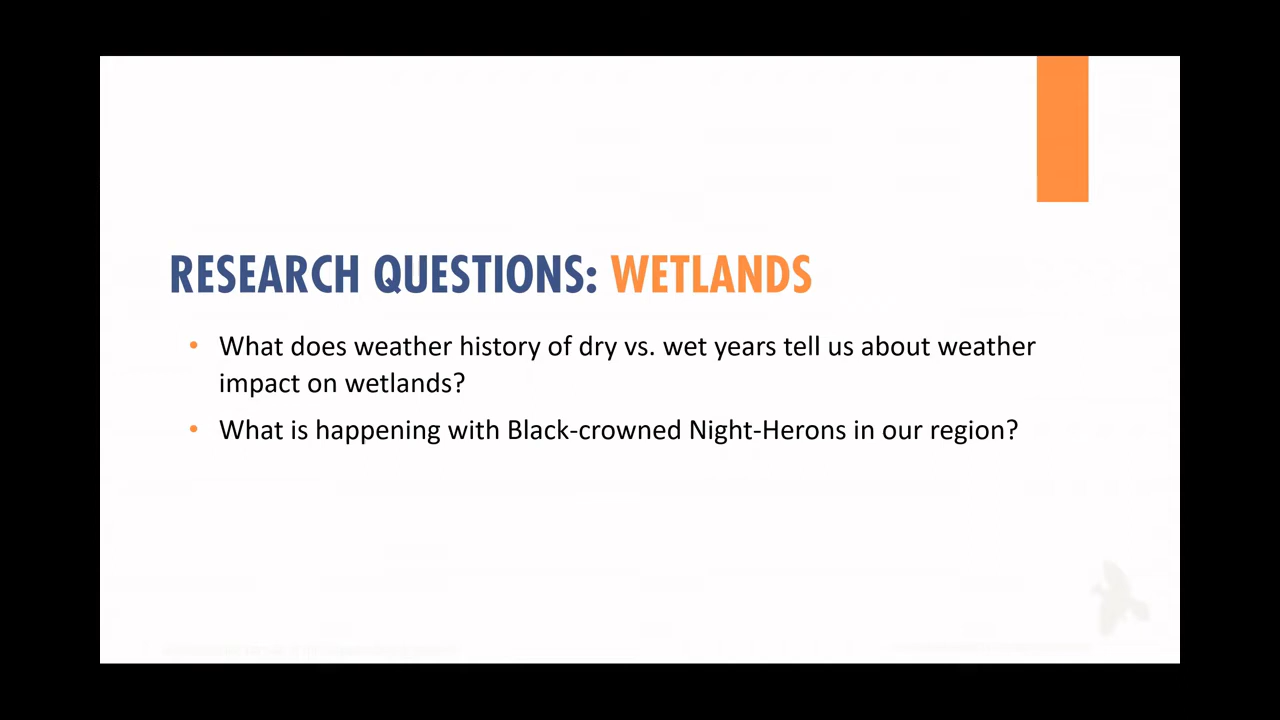 RESEARCH QUESTIONS: WETLANDS
• What does weather history of dry vs. wet years tell us about weather
impact on wetlands?
• What is happening with Black-crowned Night-Herons in our region?